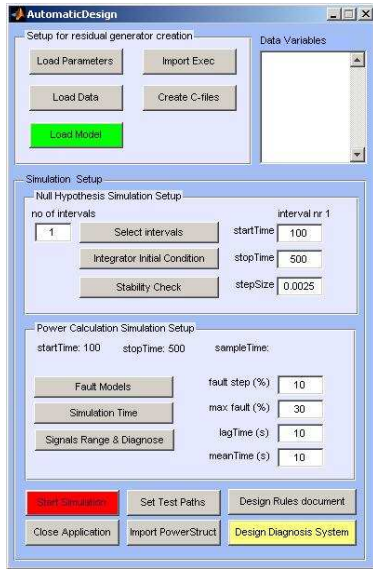 AutomaticDesign
Setup for residual generator creation
Data Variables
Load Parameters
Import Exec
Load Data
Create C-files
Load Model
Simulation Setup
Null Hypothesis Simulation Setup
no of intervals
interval nr 1
1
Select intervals
startTime
100
Integrator Initial Condition
stopTime
500
Stability Check
stepSize
0.0025
Power Calculation Simulation Setup
startTime: 100
stopTime: 500
sampleTime:
Fault Models
fault step (%)
10
Simulation Time
max fault (%)
30
Signals Range & Diagnose
lagTime (s)
10
meanTime (s)
10
Start Simulation
Set Test Paths
Design Rules document
Close Application
Import PowerStruct
Design Diagnosis System